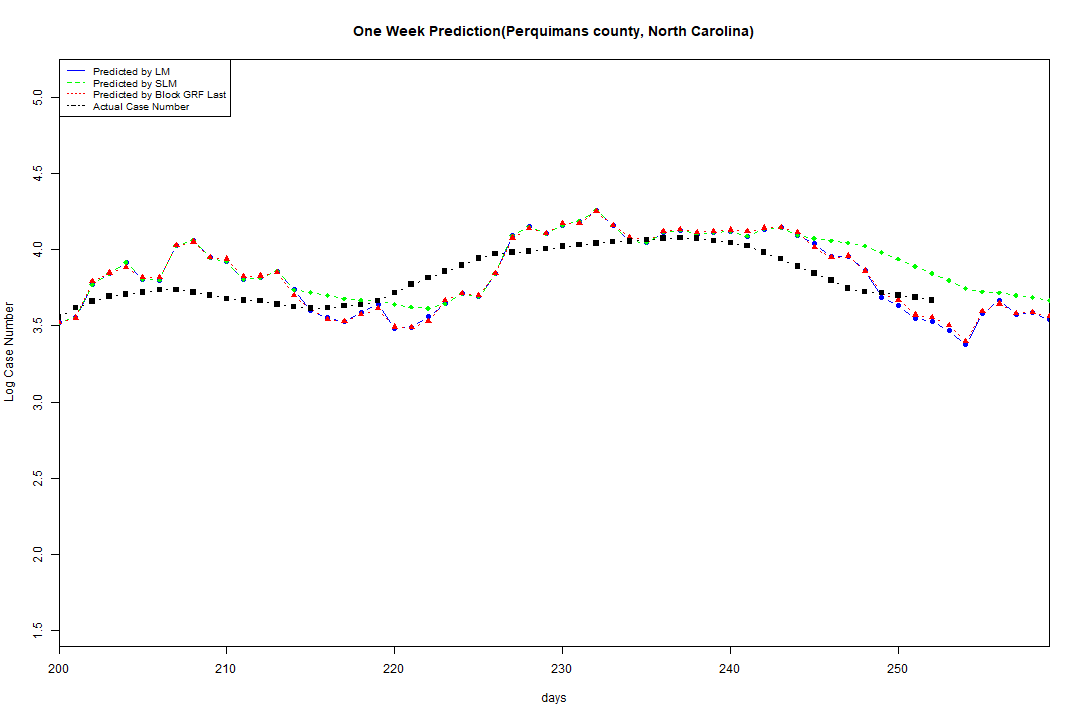 One Week Prediction(Perquimans county, North Carolina)
Predicted by LM
Predicted by SLM
Predicted by Block GRF Last
Actual Case Number
Log Case Number
5.0
4.5
4.0
3.5
3.0
2.5
2.0
1.5
200 210 220 230 240 250
days